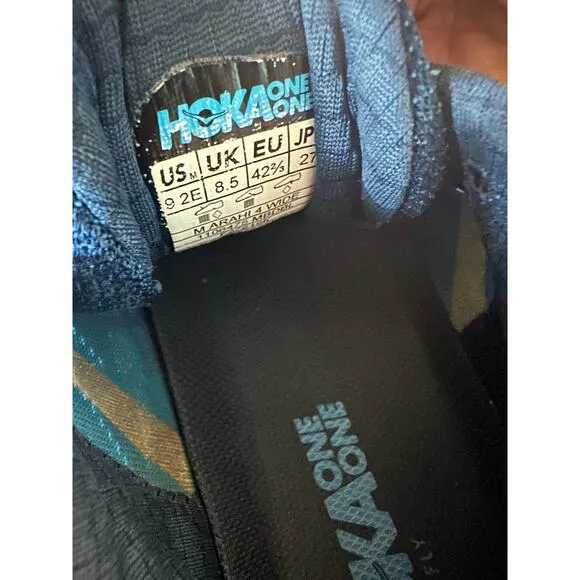 HOKA ONE ONE
US M UK EU JP
9 2E 8.5 42⅔ 27
M ARAHI 4 WIDE
HOKA ONE ONE
FLY